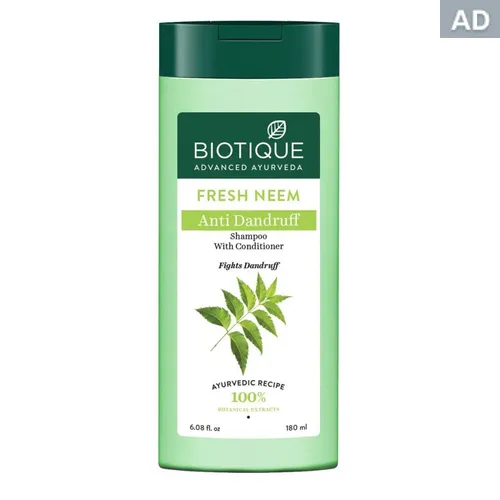 AD
BIOTIQUE
ADVANCED AYURVEDA
FRESH NEEM
Anti Dandruff
Shampoo
With Conditioner
Fights Dandruff
AYURVEDIC RECIPE
100%
BOTANICAL EXTRACTS
6.08 fl. oz 180 ml